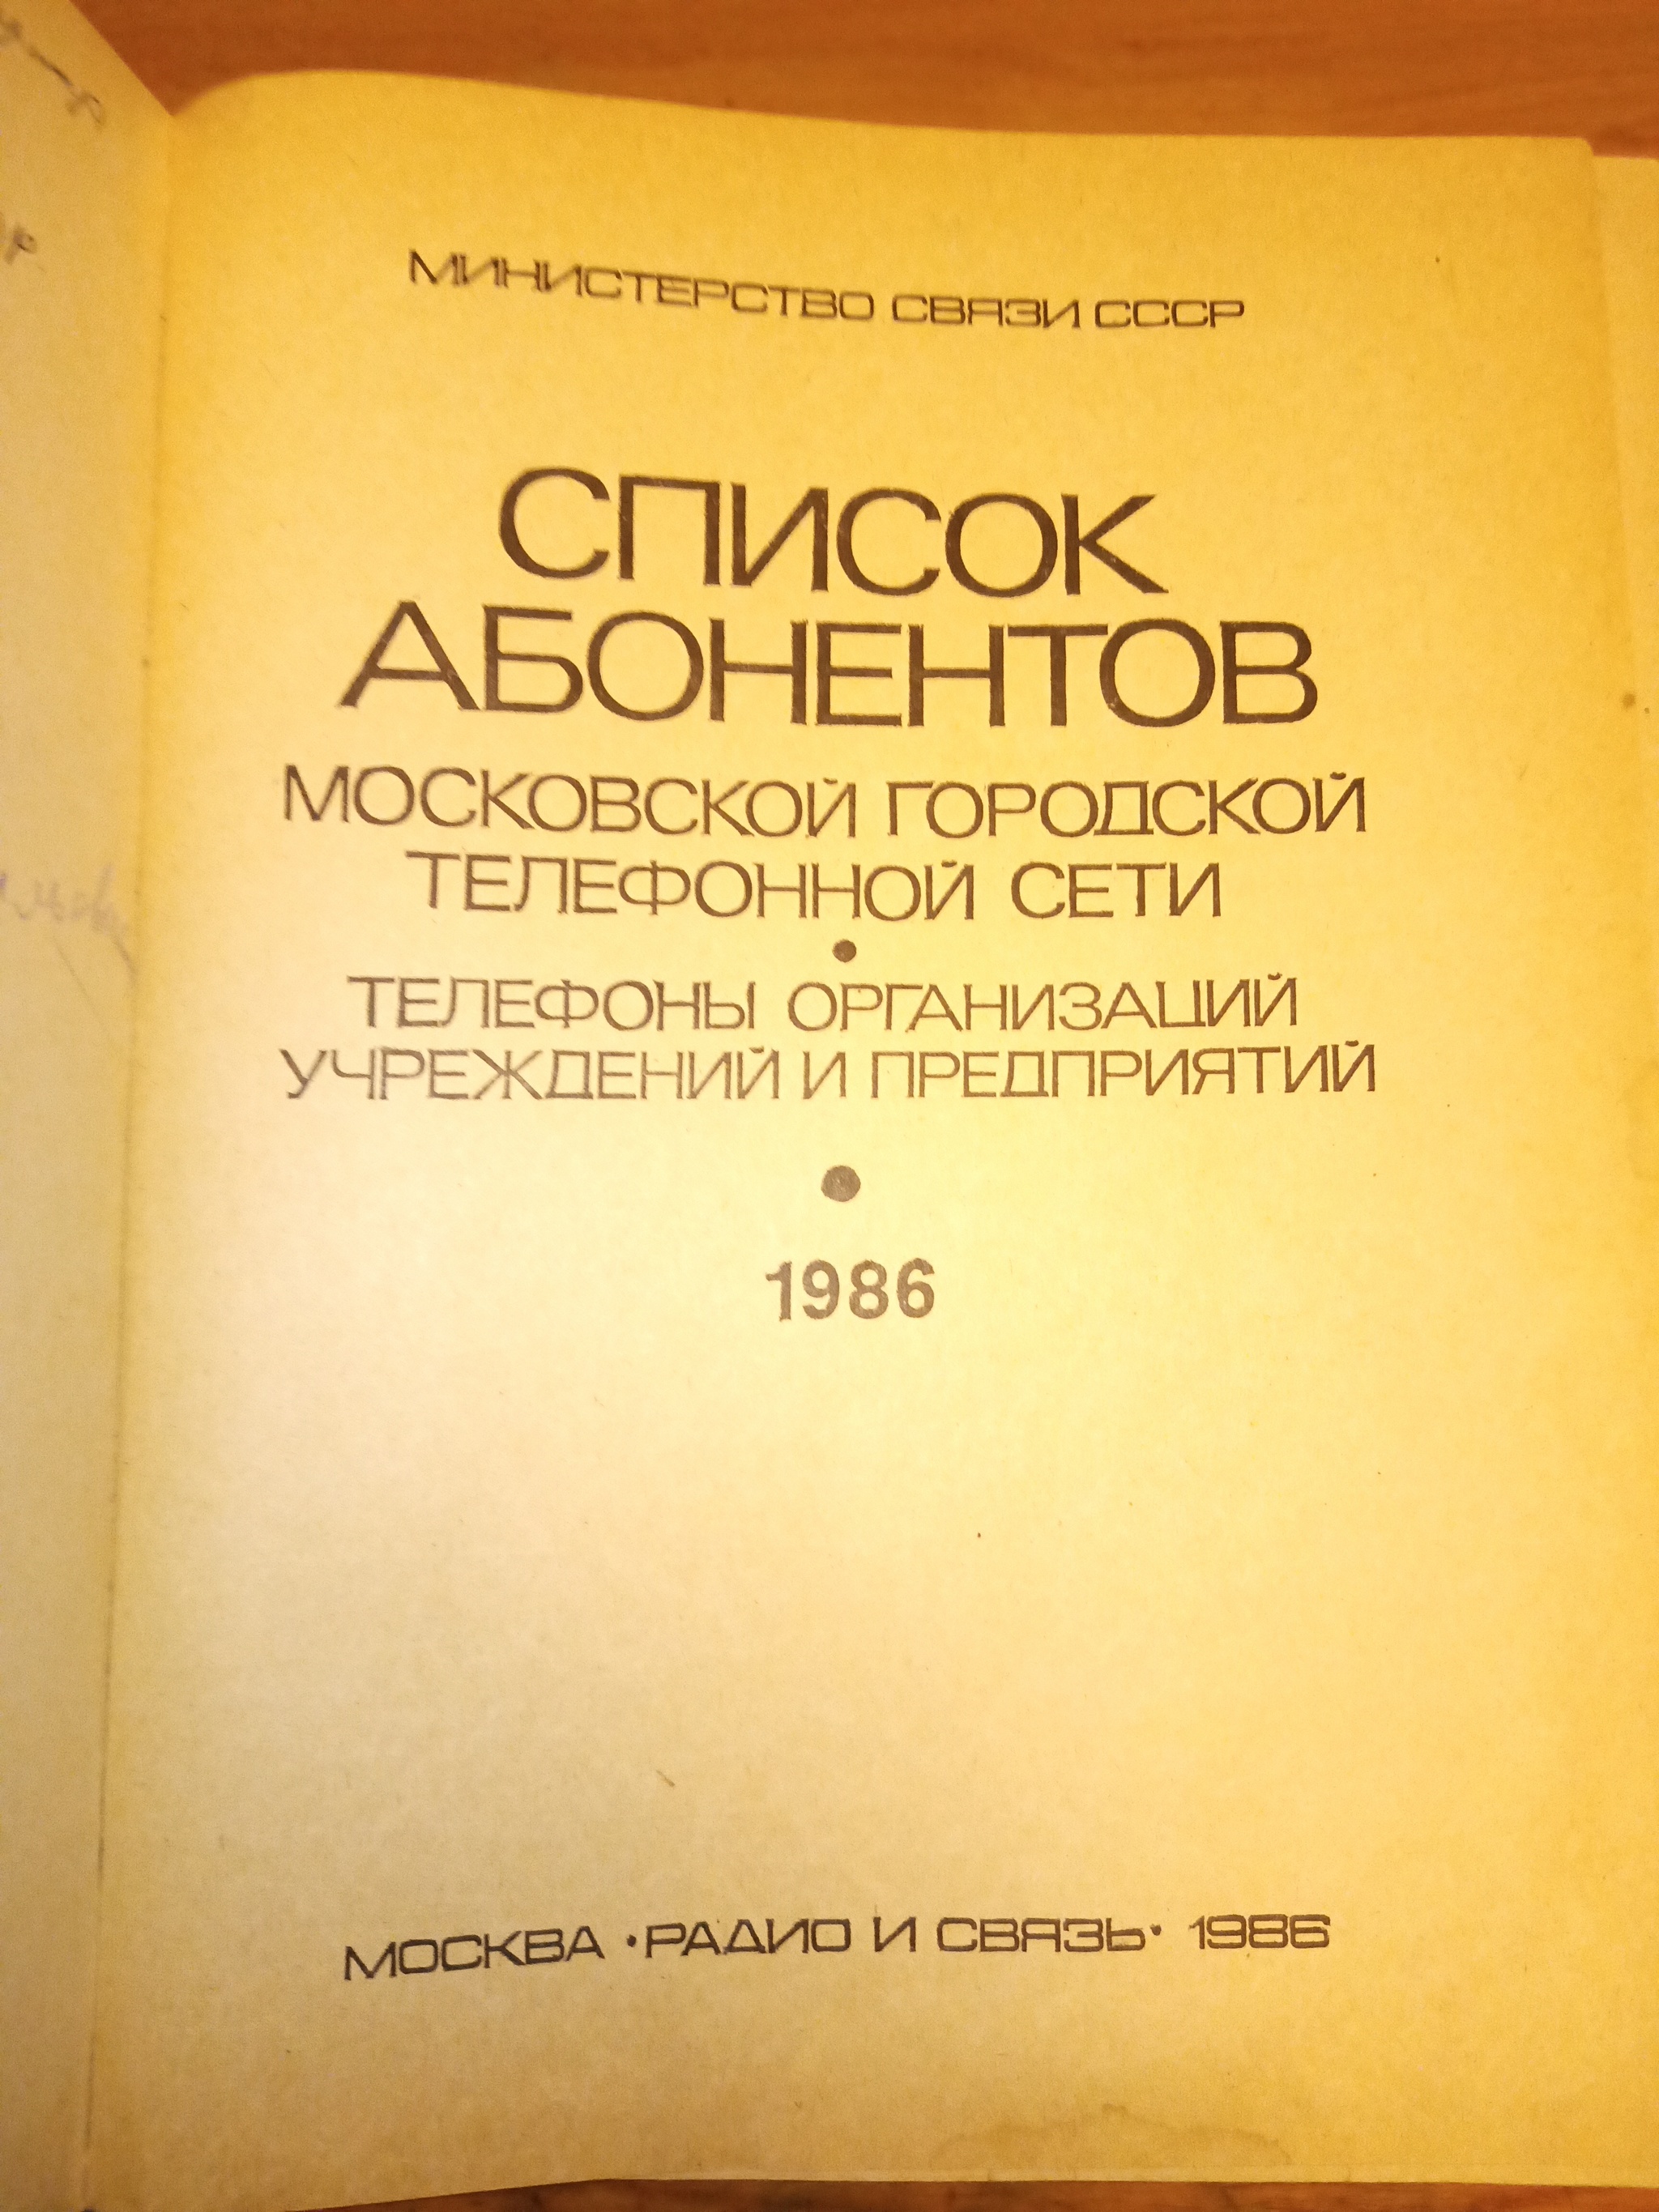 МИНИСТЕРСТВО СВЯЗИ СССР
СПИСОК
АБОНЕНТОВ
МОСКОВСКОЙ ГОРОДСКОЙ
ТЕЛЕФОННОЙ СЕТИ
•
ТЕЛЕФОНЫ ОРГАНИЗАЦИЙ
УЧРЕЖДЕНИЙ И ПРЕДПРИЯТИЙ
•
1986
МОСКВА •РАДИО И СВЯЗЬ• 1986